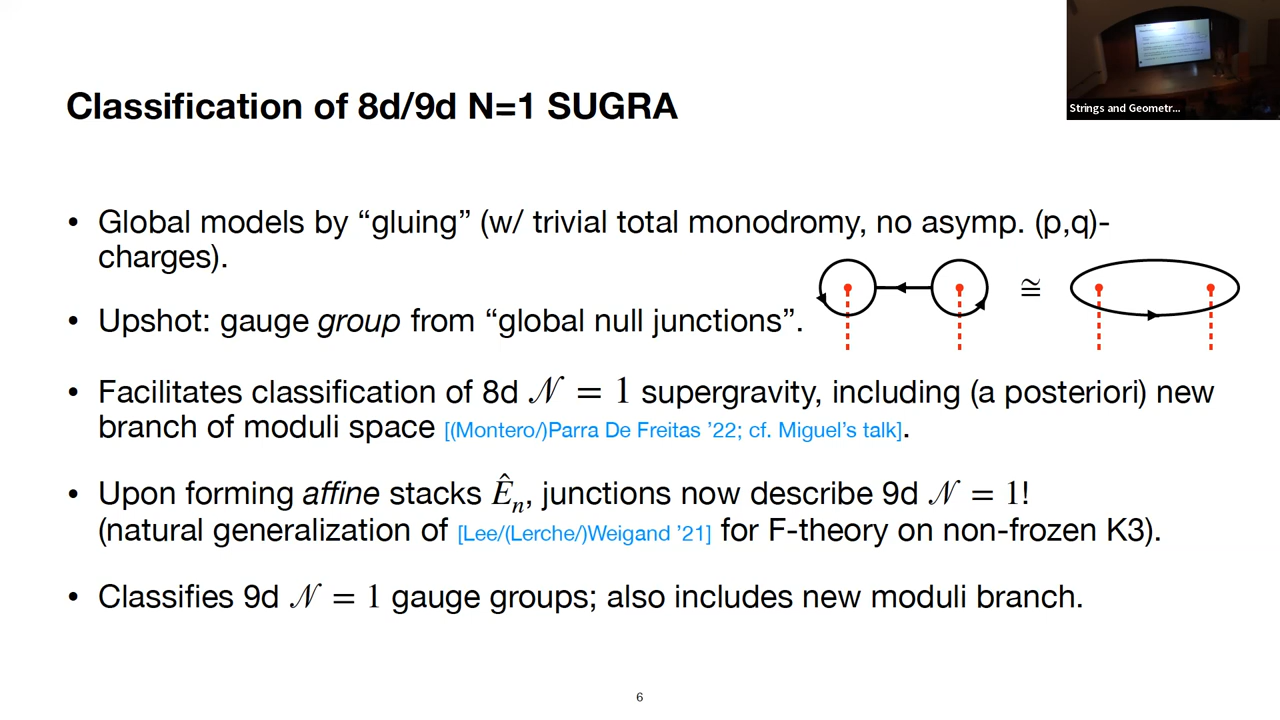 Strings and Geometr...
Classification of 8d/9d N=1 SUGRA
• Global models by “gluing” (w/ trivial total monodromy, no asymp. (p,q)-
charges).
≅
• Upshot: gauge group from “global null junctions”.
• Facilitates classification of 8d 𝒩 = 1 supergravity, including (a posteriori) new
branch of moduli space [(Montero/)Parra De Freitas ’22; cf. Miguel’s talk].
• Upon forming affine stacks Êₙ, junctions now describe 9d 𝒩 = 1!
(natural generalization of [Lee/(Lerche/)Weigand ’21] for F-theory on non-frozen K3).
• Classifies 9d 𝒩 = 1 gauge groups; also includes new moduli branch.
6